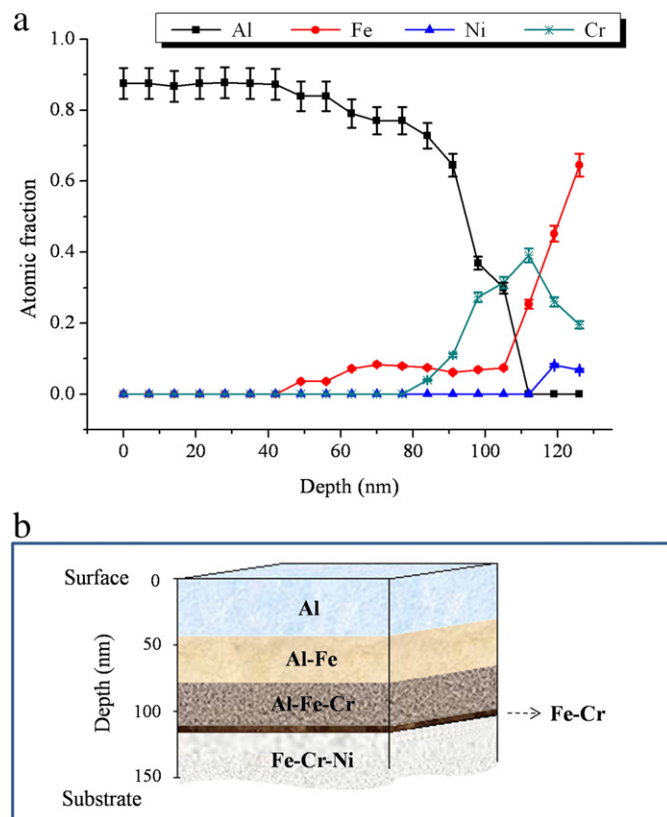 a
Al Fe Ni Cr
1.0
0.8
0.6
0.4
0.2
0.0
Atomic fraction
0 20 40 60 80 100 120
Depth (nm)
b
Surface 0
50
100
150
Depth (nm)
Substrate
Al
Al-Fe
Al-Fe-Cr
Fe-Cr
Fe-Cr-Ni